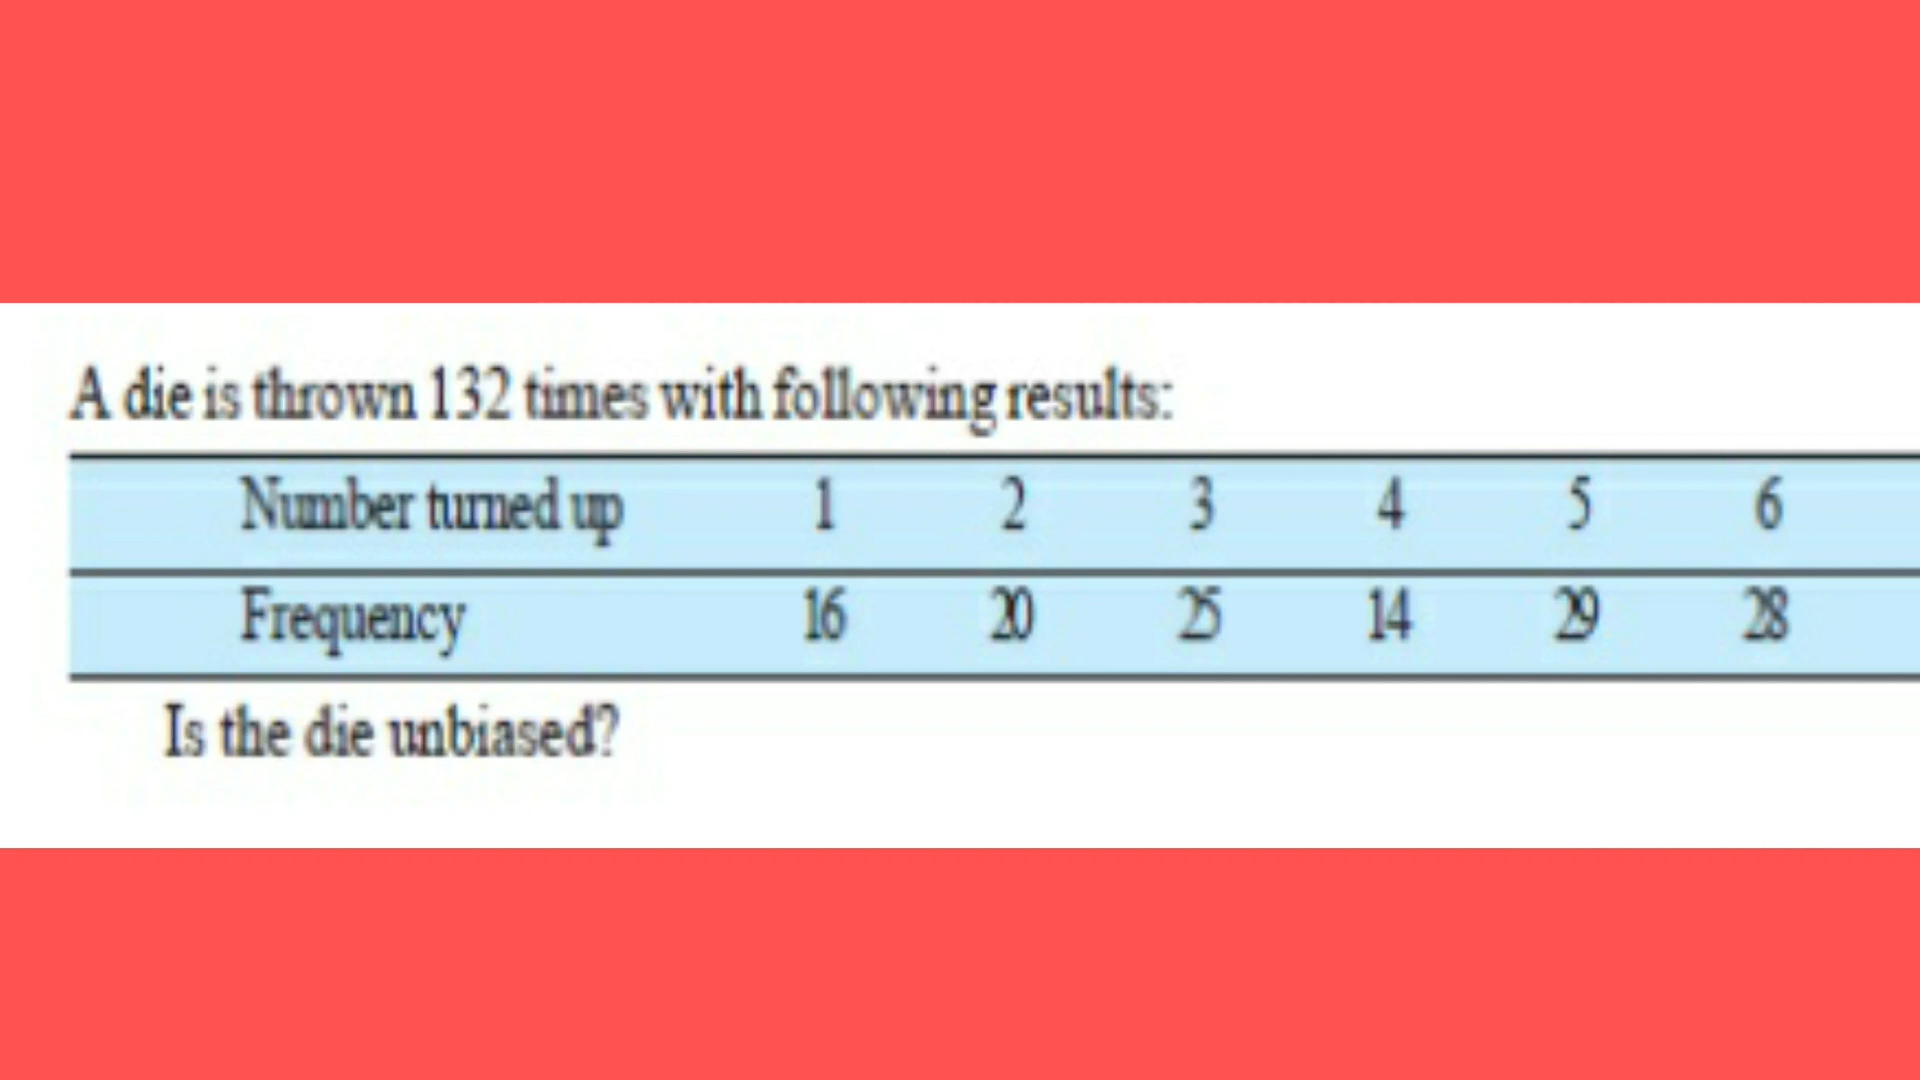 A die is thrown 132 times with following results:
Number turned up 1 2 3 4 5 6
Frequency 16 20 25 14 29 28
Is the die unbiased?